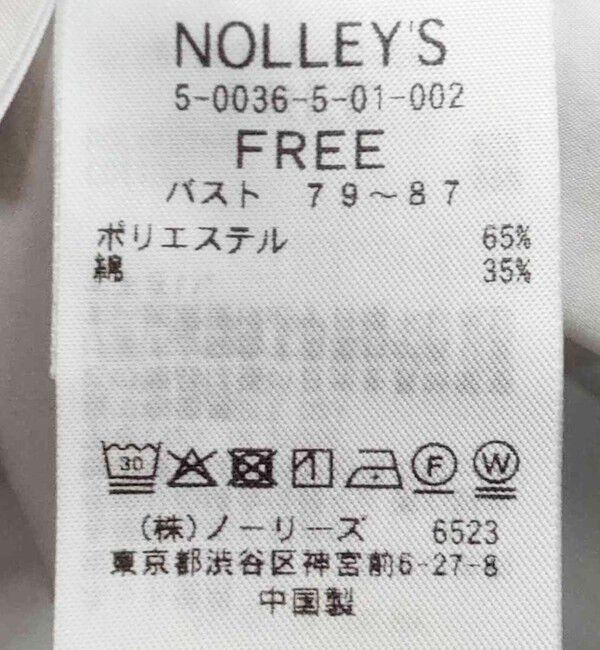 NOLLEY'S
5-0036-5-01-002
FREE
バスト 79~87
ポリエステル 65%
綿 35%
30 F W
(株)ノーリーズ 6523
東京都渋谷区神宮前6-27-8
中国製